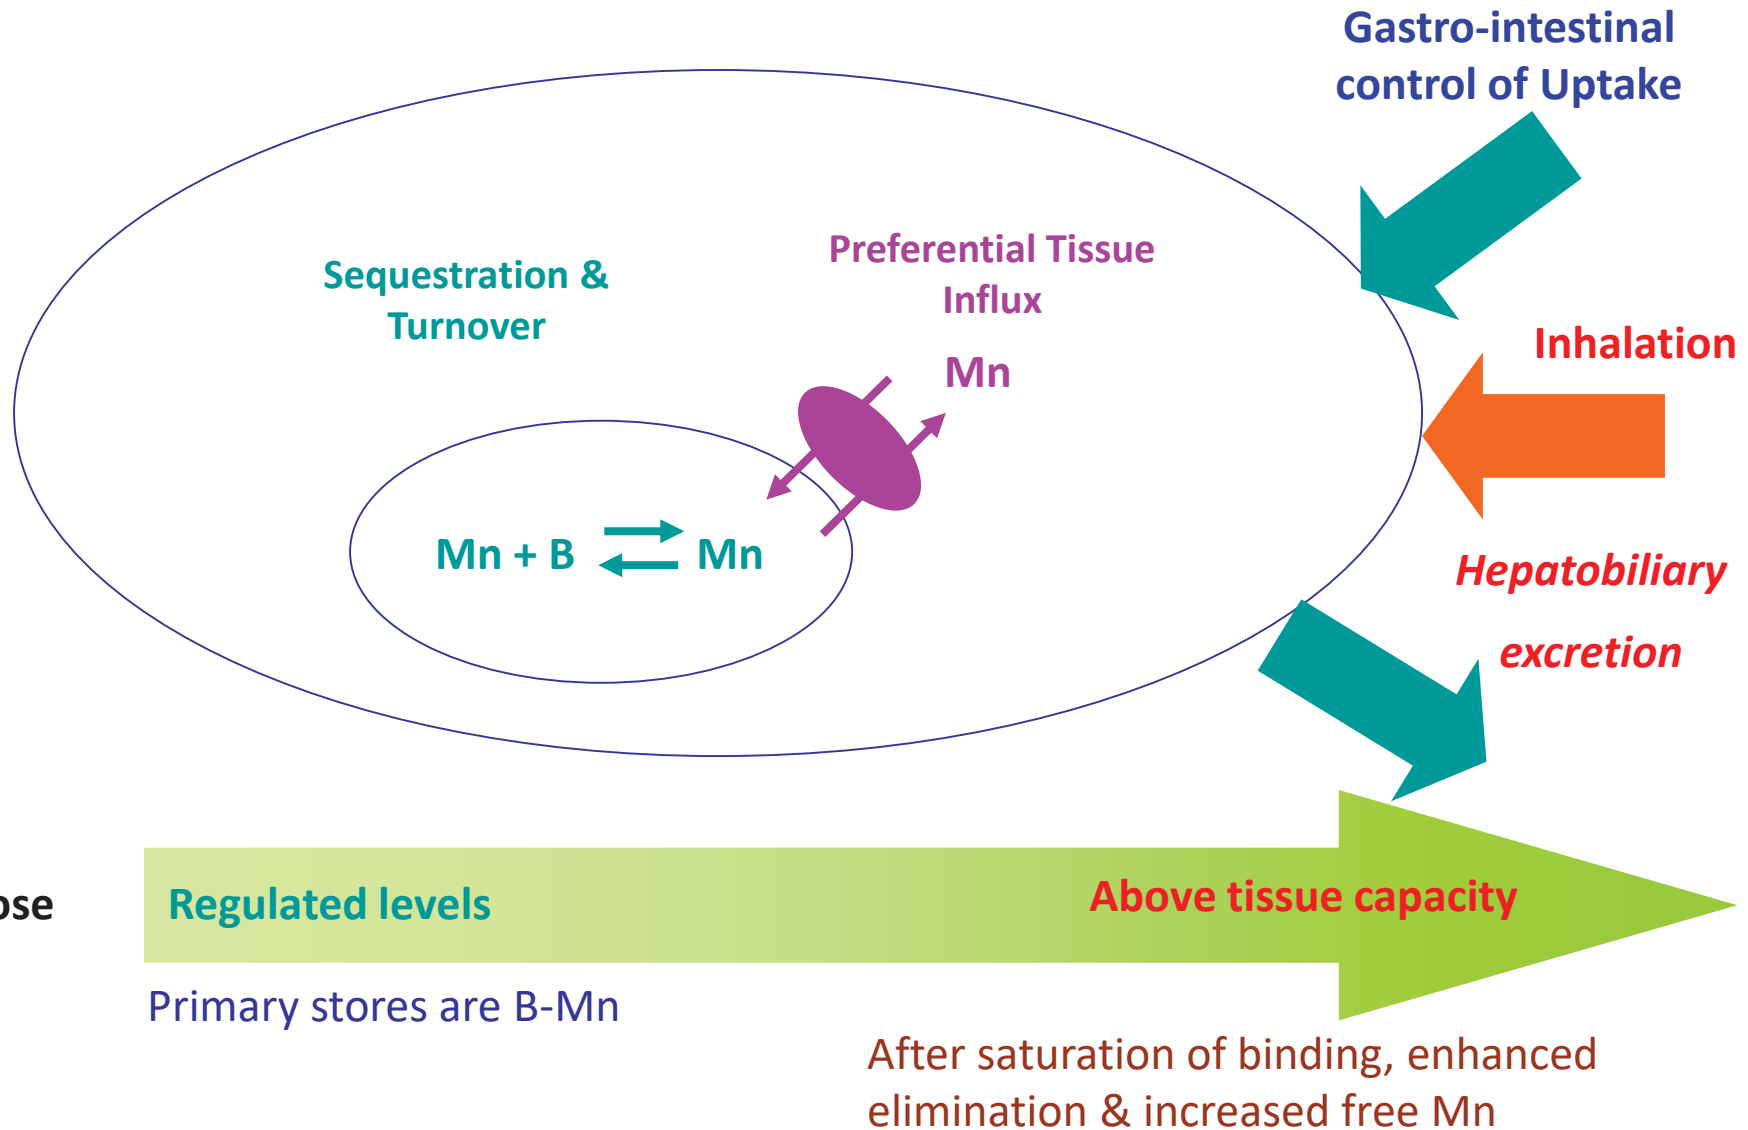 Gastro-intestinal
control of Uptake
Preferential Tissue
Influx
Sequestration &
Turnover
Inhalation
Mn
Mn + B
Mn
Hepatobiliary
excretion
Regulated levels
Above tissue capacity
Primary stores are B-Mn
After saturation of binding, enhanced
elimination & increased free Mn